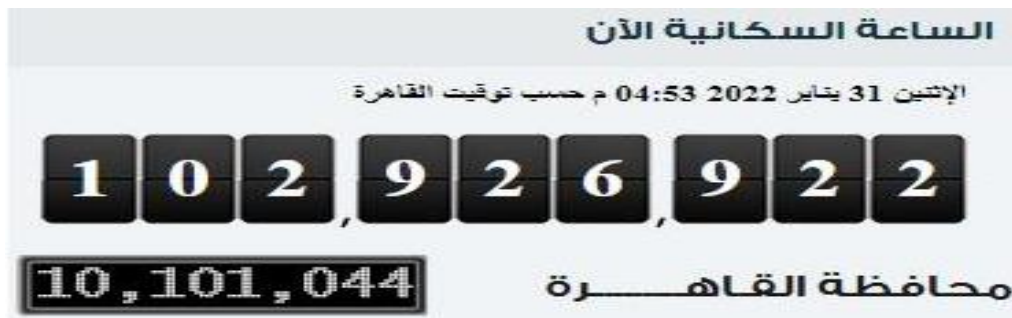 الساعة السكانية الآن
الإثنين 31 يناير 2022 04:53 م حسب توقيت القاهرة
102,926,922
محافظة القاهـــــــرة 10,101,044